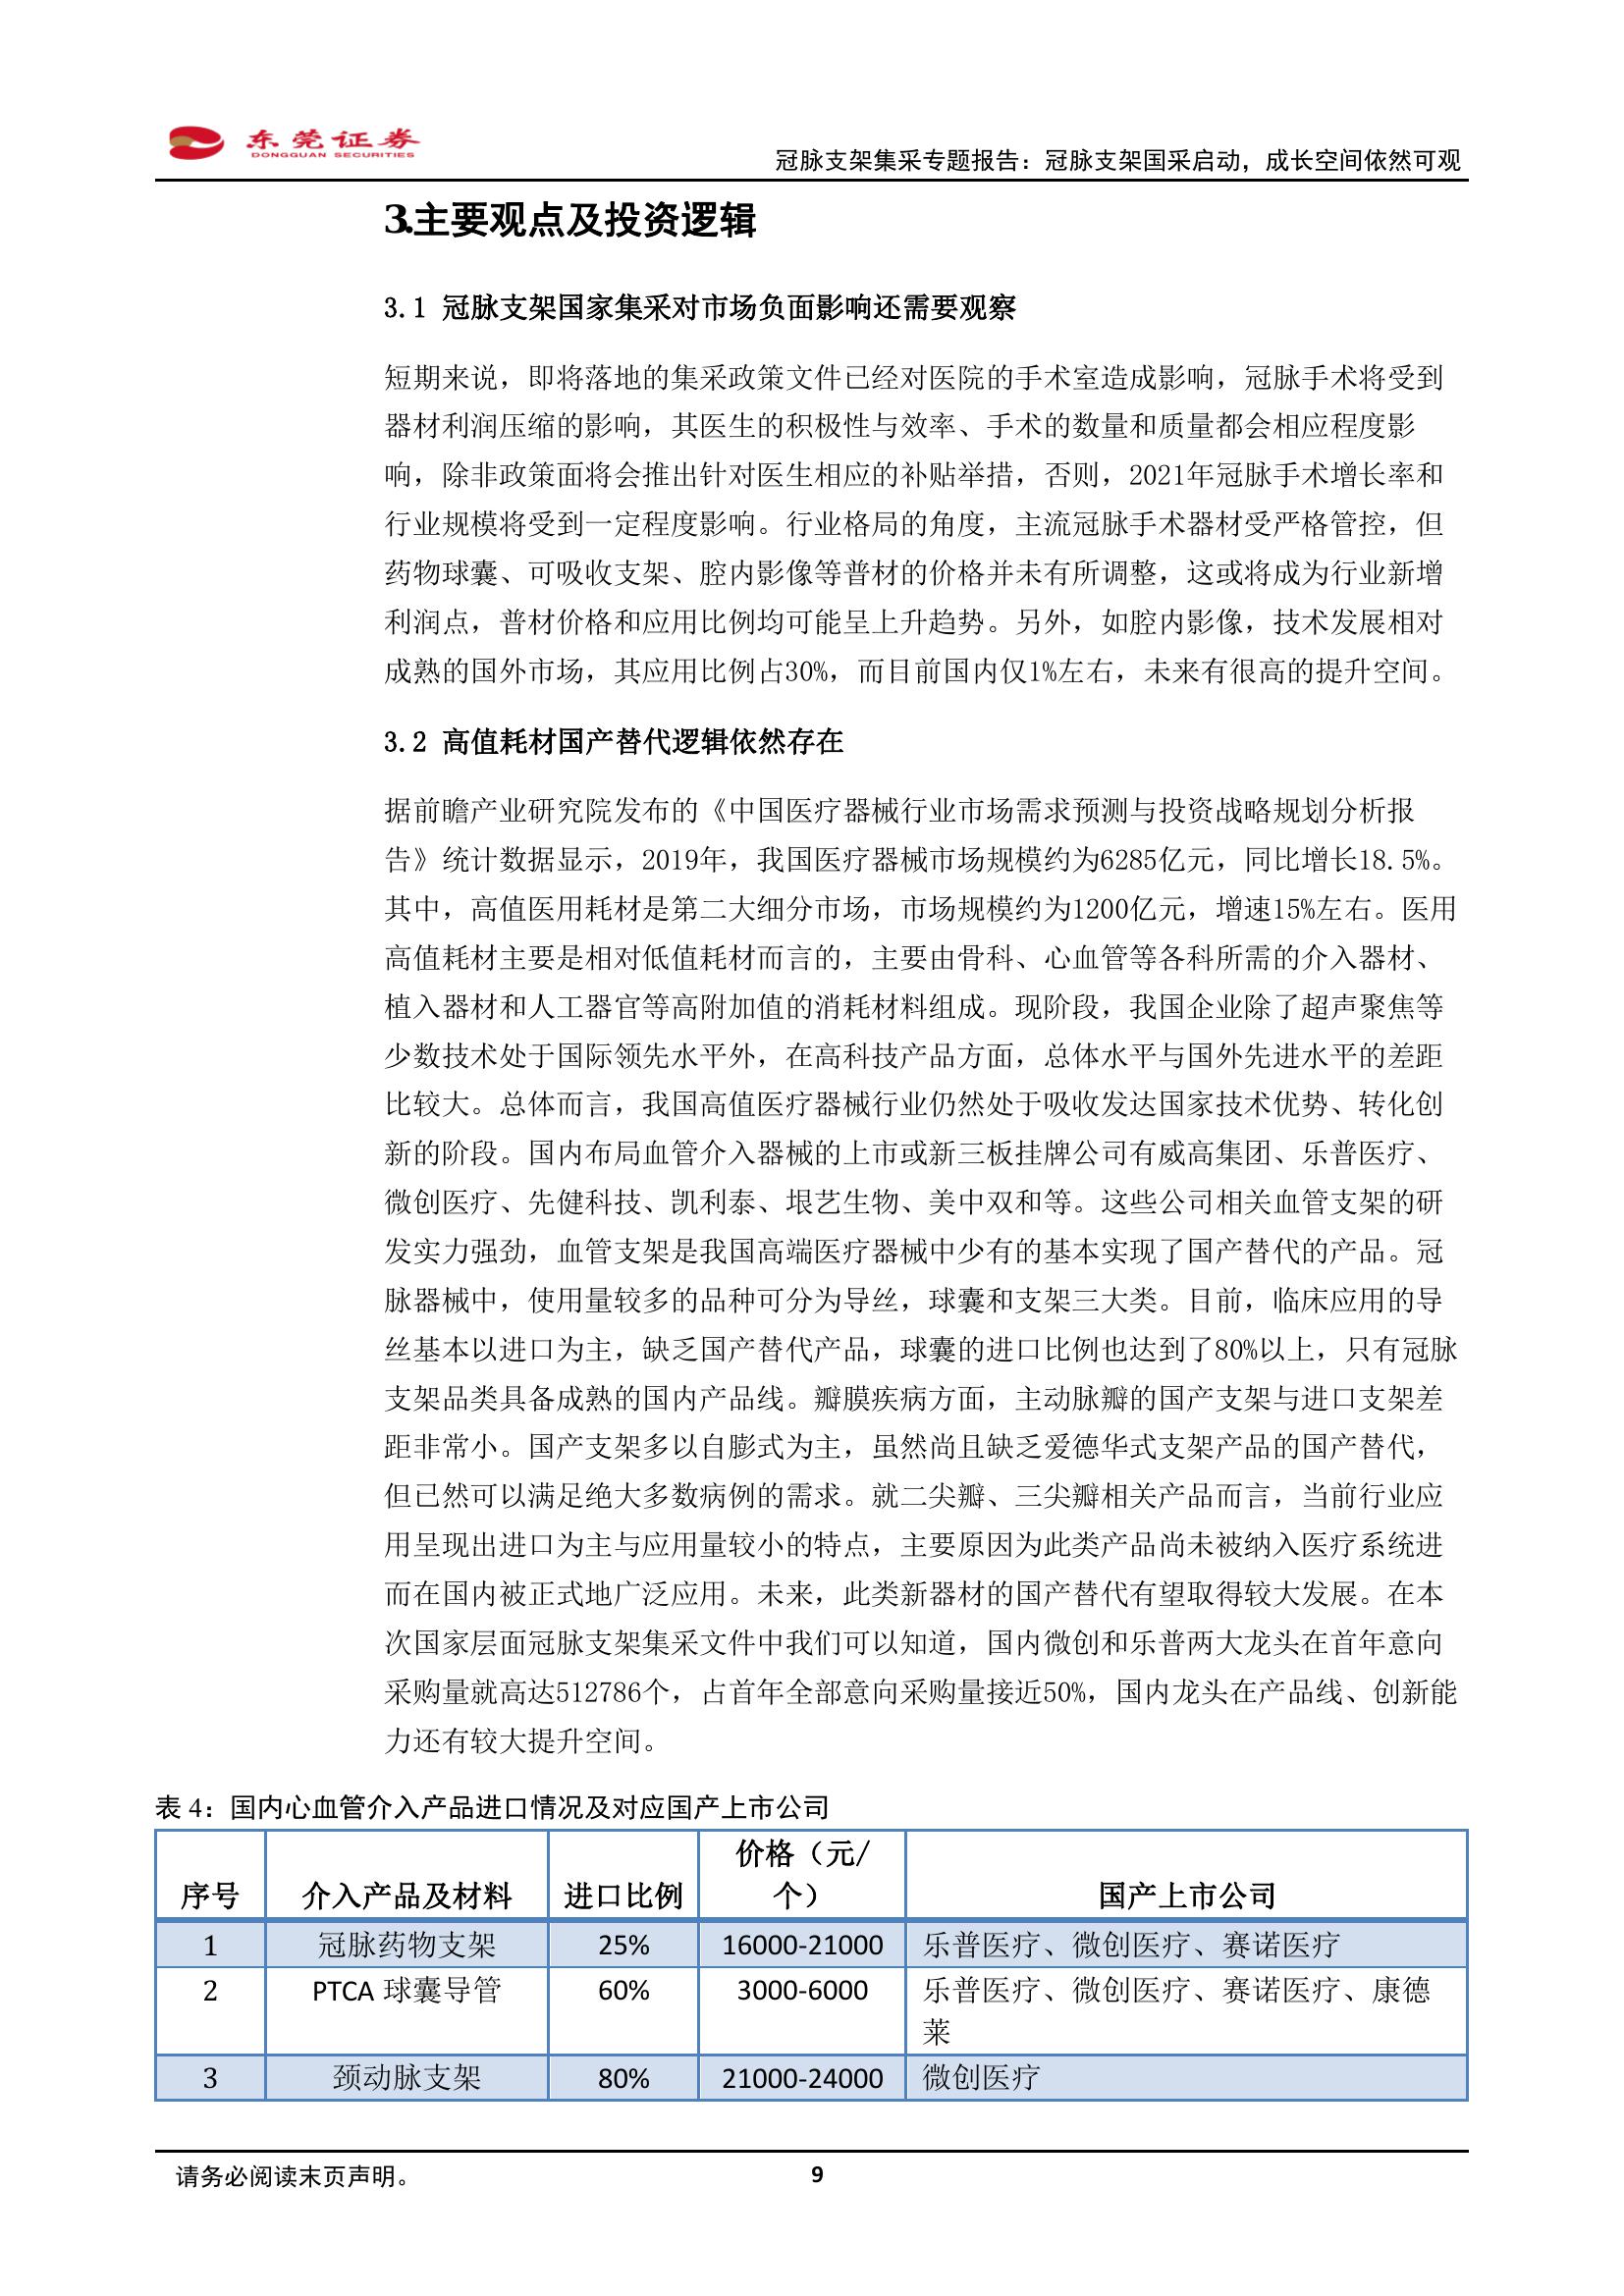 东莞证券
DONGGUAN SECURITIES
冠脉支架集采专题报告：冠脉支架国采启动，成长空间依然可观
3.主要观点及投资逻辑
3.1 冠脉支架国家集采对市场负面影响还需要观察
短期来说，即将落地的集采政策文件已经对医院的手术室造成影响，冠脉手术将受到
器材利润压缩的影响，其医生的积极性与效率、手术的数量和质量都会相应程度影
响，除非政策面将会推出针对医生相应的补贴举措，否则，2021年冠脉手术增长率和
行业规模将受到一定程度影响。行业格局的角度，主流冠脉手术器材受严格管控，但
药物球囊、可吸收支架、腔内影像等普材的价格并未有所调整，这或将成为行业新增
利润点，普材价格和应用比例均可能呈上升趋势。另外，如腔内影像，技术发展相对
成熟的国外市场，其应用比例占30%，而目前国内仅1%左右，未来有很高的提升空间。
3.2 高值耗材国产替代逻辑依然存在
据前瞻产业研究院发布的《中国医疗器械行业市场需求预测与投资战略规划分析报
告》统计数据显示，2019年，我国医疗器械市场规模约为6285亿元，同比增长18.5%。
其中，高值医用耗材是第二大细分市场，市场规模约为1200亿元，增速15%左右。医用
高值耗材主要是相对低值耗材而言的，主要由骨科、心血管等各科所需的介入器材、
植入器材和人工器官等高附加值的消耗材料组成。现阶段，我国企业除了超声聚焦等
少数技术处于国际领先水平外，在高科技产品方面，总体水平与国外先进水平的差距
比较大。总体而言，我国高值医疗器械行业仍然处于吸收发达国家技术优势、转化创
新的阶段。国内布局血管介入器械的上市或新三板挂牌公司有威高集团、乐普医疗、
微创医疗、先健科技、凯利泰、垠艺生物、美中双和等。这些公司相关血管支架的研
发实力强劲，血管支架是我国高端医疗器械中少有的基本实现了国产替代的产品。冠
脉器械中，使用量较多的品种可分为导丝，球囊和支架三大类。目前，临床应用的导
丝基本以进口为主，缺乏国产替代产品，球囊的进口比例也达到了80%以上，只有冠脉
支架品类具备成熟的国内产品线。瓣膜疾病方面，主动脉瓣的国产支架与进口支架差
距非常小。国产支架多以自膨式为主，虽然尚且缺乏爱德华式支架产品的国产替代，
但已然可以满足绝大多数病例的需求。就二尖瓣、三尖瓣相关产品而言，当前行业应
用呈现出进口为主与应用量较小的特点，主要原因为此类产品尚未被纳入医疗系统进
而在国内被正式地广泛应用。未来，此类新器材的国产替代有望取得较大发展。在本
次国家层面冠脉支架集采文件中我们可以知道，国内微创和乐普两大龙头在首年意向
采购量就高达512786个，占首年全部意向采购量接近50%，国内龙头在产品线、创新能
力还有较大提升空间。
表 4：国内心血管介入产品进口情况及对应国产上市公司
序号 介入产品及材料 进口比例 价格（元/
个） 国产上市公司
1 冠脉药物支架 25% 16000-21000 乐普医疗、微创医疗、赛诺医疗
2 PTCA 球囊导管 60% 3000-6000 乐普医疗、微创医疗、赛诺医疗、康德
莱
3 颈动脉支架 80% 21000-24000 微创医疗
请务必阅读末页声明。 9